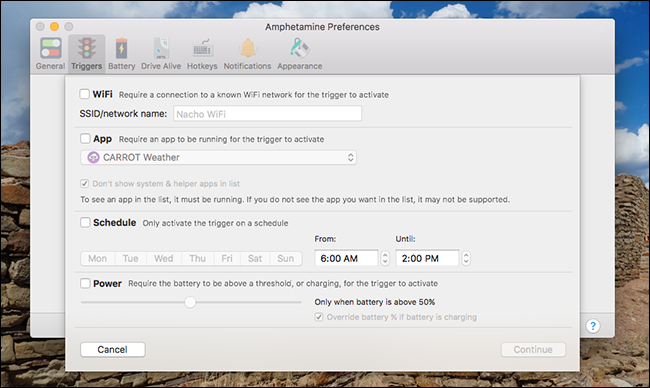 Amphetamine Preferences
General Triggers Battery Drive Alive Hotkeys Notifications Appearance
WiFi Require a connection to a known WiFi network for the trigger to activate
SSID/network name: Nacho WiFi
App Require an app to be running for the trigger to activate
CARROT Weather
Don't show system & helper apps in list
To see an app in the list, it must be running. If you do not see the app you want in the list, it may not be supported.
Schedule Only activate the trigger on a schedule
From: Until:
Mon Tue Wed Thu Fri Sat Sun 6:00 AM 2:00 PM
Power Require the battery to be above a threshold, or charging, for the trigger to activate
Only when battery is above 50%
Override battery % if battery is charging
?
Cancel Continue